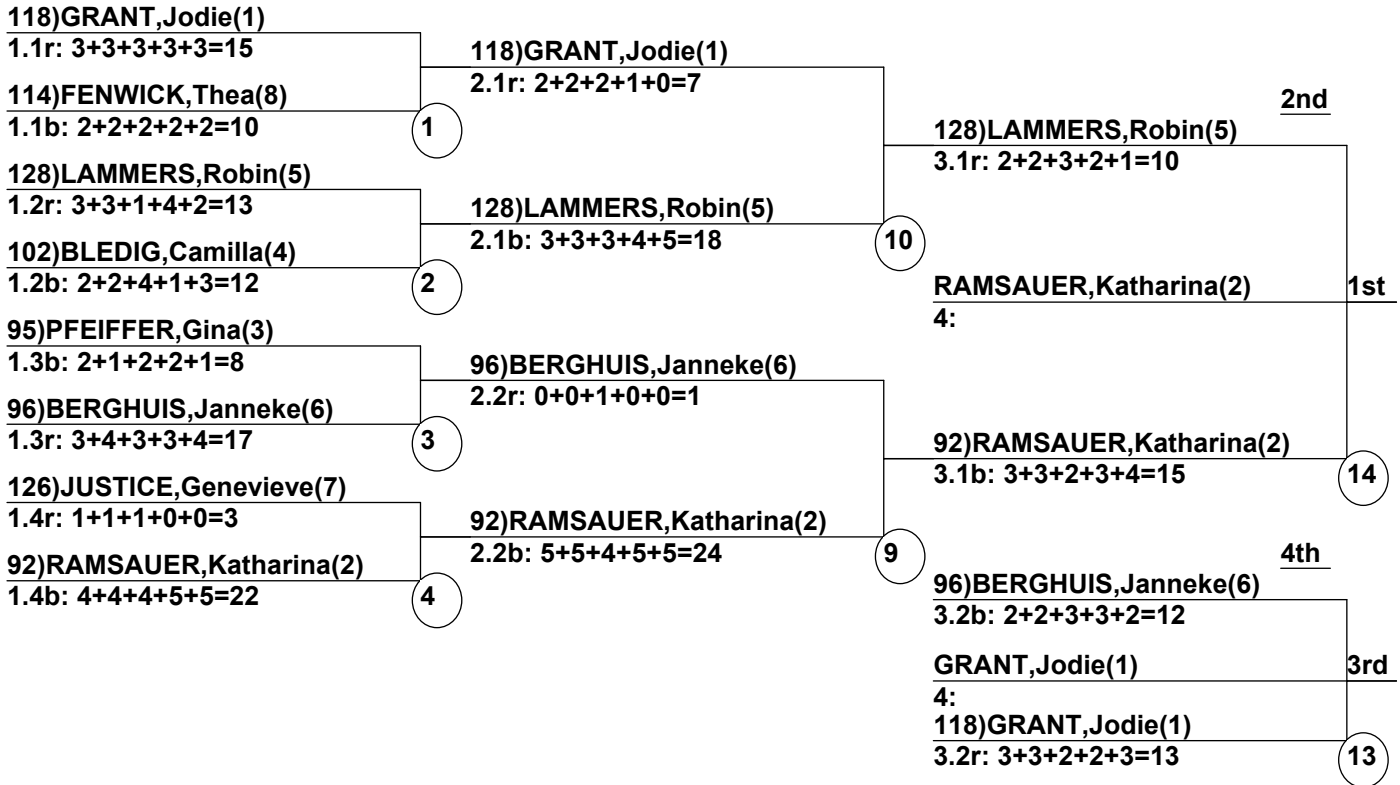 118)GRANT,Jodie(1)
1.1r: 3+3+3+3+3=15
114)FENWICK,Thea(8)
1.1b: 2+2+2+2+2=10
1
128)LAMMERS,Robin(5)
1.2r: 3+3+1+4+2=13
102)BLEDIG,Camilla(4)
1.2b: 2+2+4+1+3=12
2
95)PFEIFFER,Gina(3)
1.3b: 2+1+2+2+1=8
96)BERGHUIS,Janneke(6)
1.3r: 3+4+3+3+4=17
3
126)JUSTICE,Genevieve(7)
1.4r: 1+1+1+0+0=3
92)RAMSAUER,Katharina(2)
1.4b: 4+4+4+5+5=22
4
118)GRANT,Jodie(1)
2.1r: 2+2+2+1+0=7
128)LAMMERS,Robin(5)
2.1b: 3+3+3+4+5=18
10
96)BERGHUIS,Janneke(6)
2.2r: 0+0+1+0+0=1
92)RAMSAUER,Katharina(2)
2.2b: 5+5+4+5+5=24
9
2nd
128)LAMMERS,Robin(5)
3.1r: 2+2+3+2+1=10
RAMSAUER,Katharina(2) 1st
4:
92)RAMSAUER,Katharina(2)
3.1b: 3+3+2+3+4=15
14
4th
96)BERGHUIS,Janneke(6)
3.2b: 2+2+3+3+2=12
GRANT,Jodie(1) 3rd
4:
118)GRANT,Jodie(1)
3.2r: 3+3+2+2+3=13
13